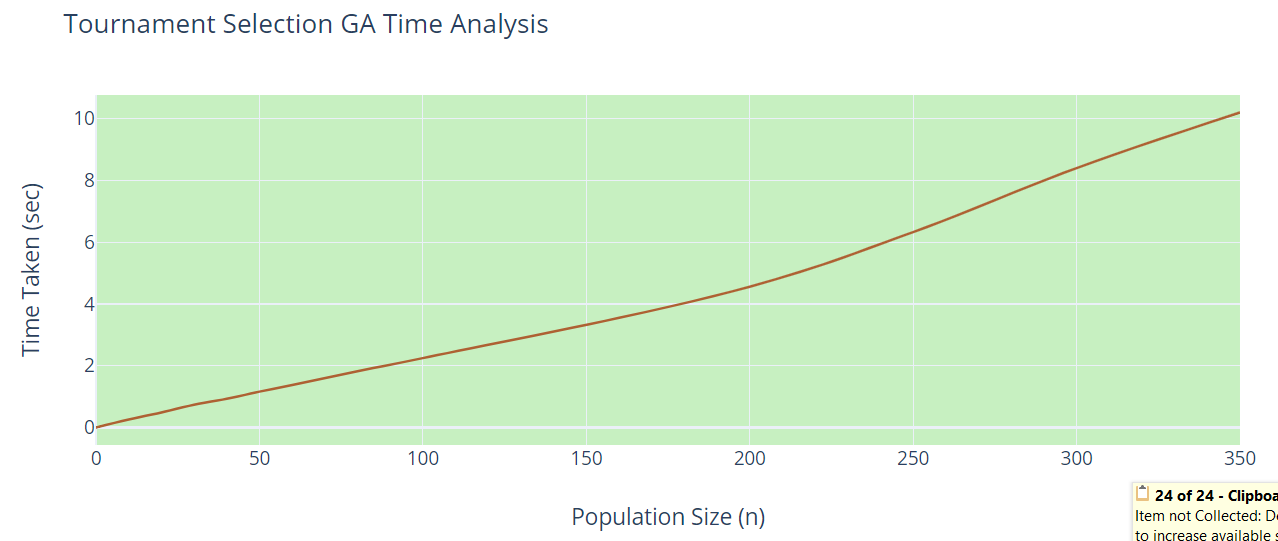 Tournament Selection GA Time Analysis
10
8
6
4
2
0
Time Taken (sec)
0 50 100 150 200 250 300 350
Population Size (n)
24 of 24 - Clipboa
Item not Collected: D
to increase available s